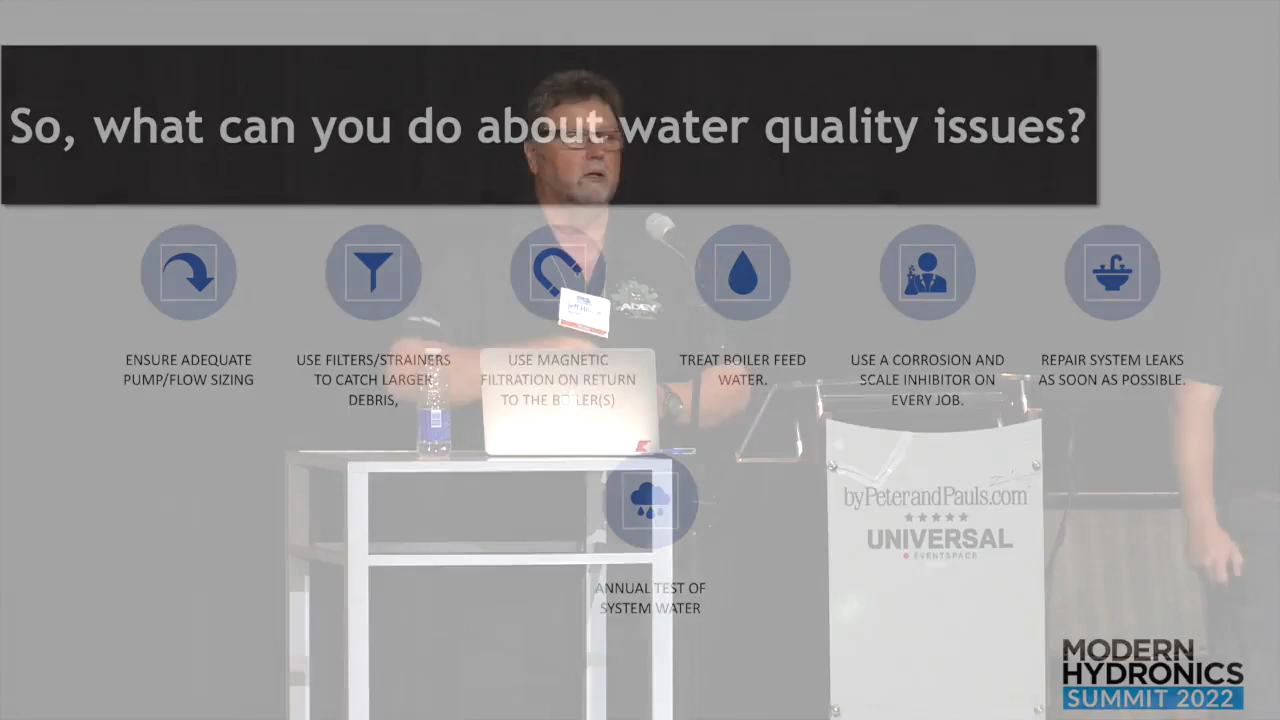 So, what can you do about water quality issues?
ADEY
ENSURE ADEQUATE
PUMP/FLOW SIZING
USE FILTERS/STRAINERS
TO CATCH LARGER
DEBRIS,
USE MAGNETIC
FILTRATION ON RETURN
TO THE BOILER(S)
TREAT BOILER FEED
WATER.
USE A CORROSION AND
SCALE INHIBITOR ON
EVERY JOB.
REPAIR SYSTEM LEAKS
AS SOON AS POSSIBLE.
ANNUAL TEST OF
SYSTEM WATER
byPeterandPauls.com
UNIVERSAL
EVENTSPACE
MODERN
HYDRONICS
SUMMIT 2022